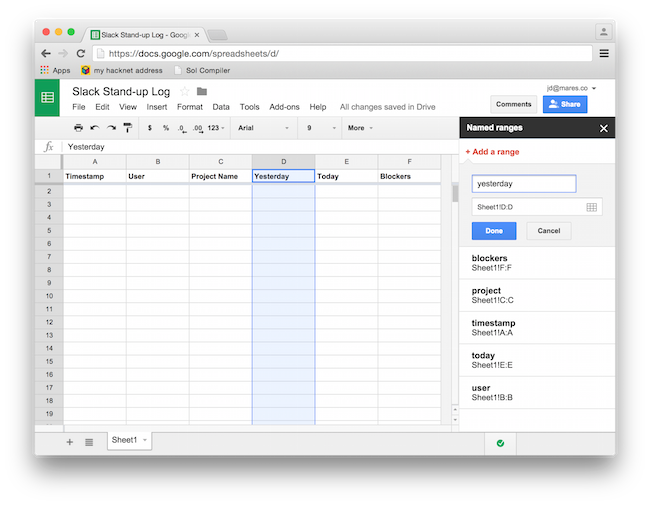 Slack Stand-up Log - Goog
https://docs.google.com/spreadsheets/d/
Apps my hacknet address Sol Compiler
Slack Stand-up Log
jd@mares.co
File Edit View Insert Format Data Tools Add-ons Help All changes saved in Drive
Comments Share
$ % .0 .00 123 Arial 9 More
Named ranges
fx Yesterday
+ Add a range
A B C D E F
1 Timestamp User Project Name Yesterday Today Blockers
2
3
4
5
6
7
8
9
10
11
12
13
14
15
16
17
18
19
yesterday
Sheet1!D:D
Done Cancel
blockers
Sheet1!F:F
project
Sheet1!C:C
timestamp
Sheet1!A:A
today
Sheet1!E:E
user
Sheet1!B:B
+ Sheet1